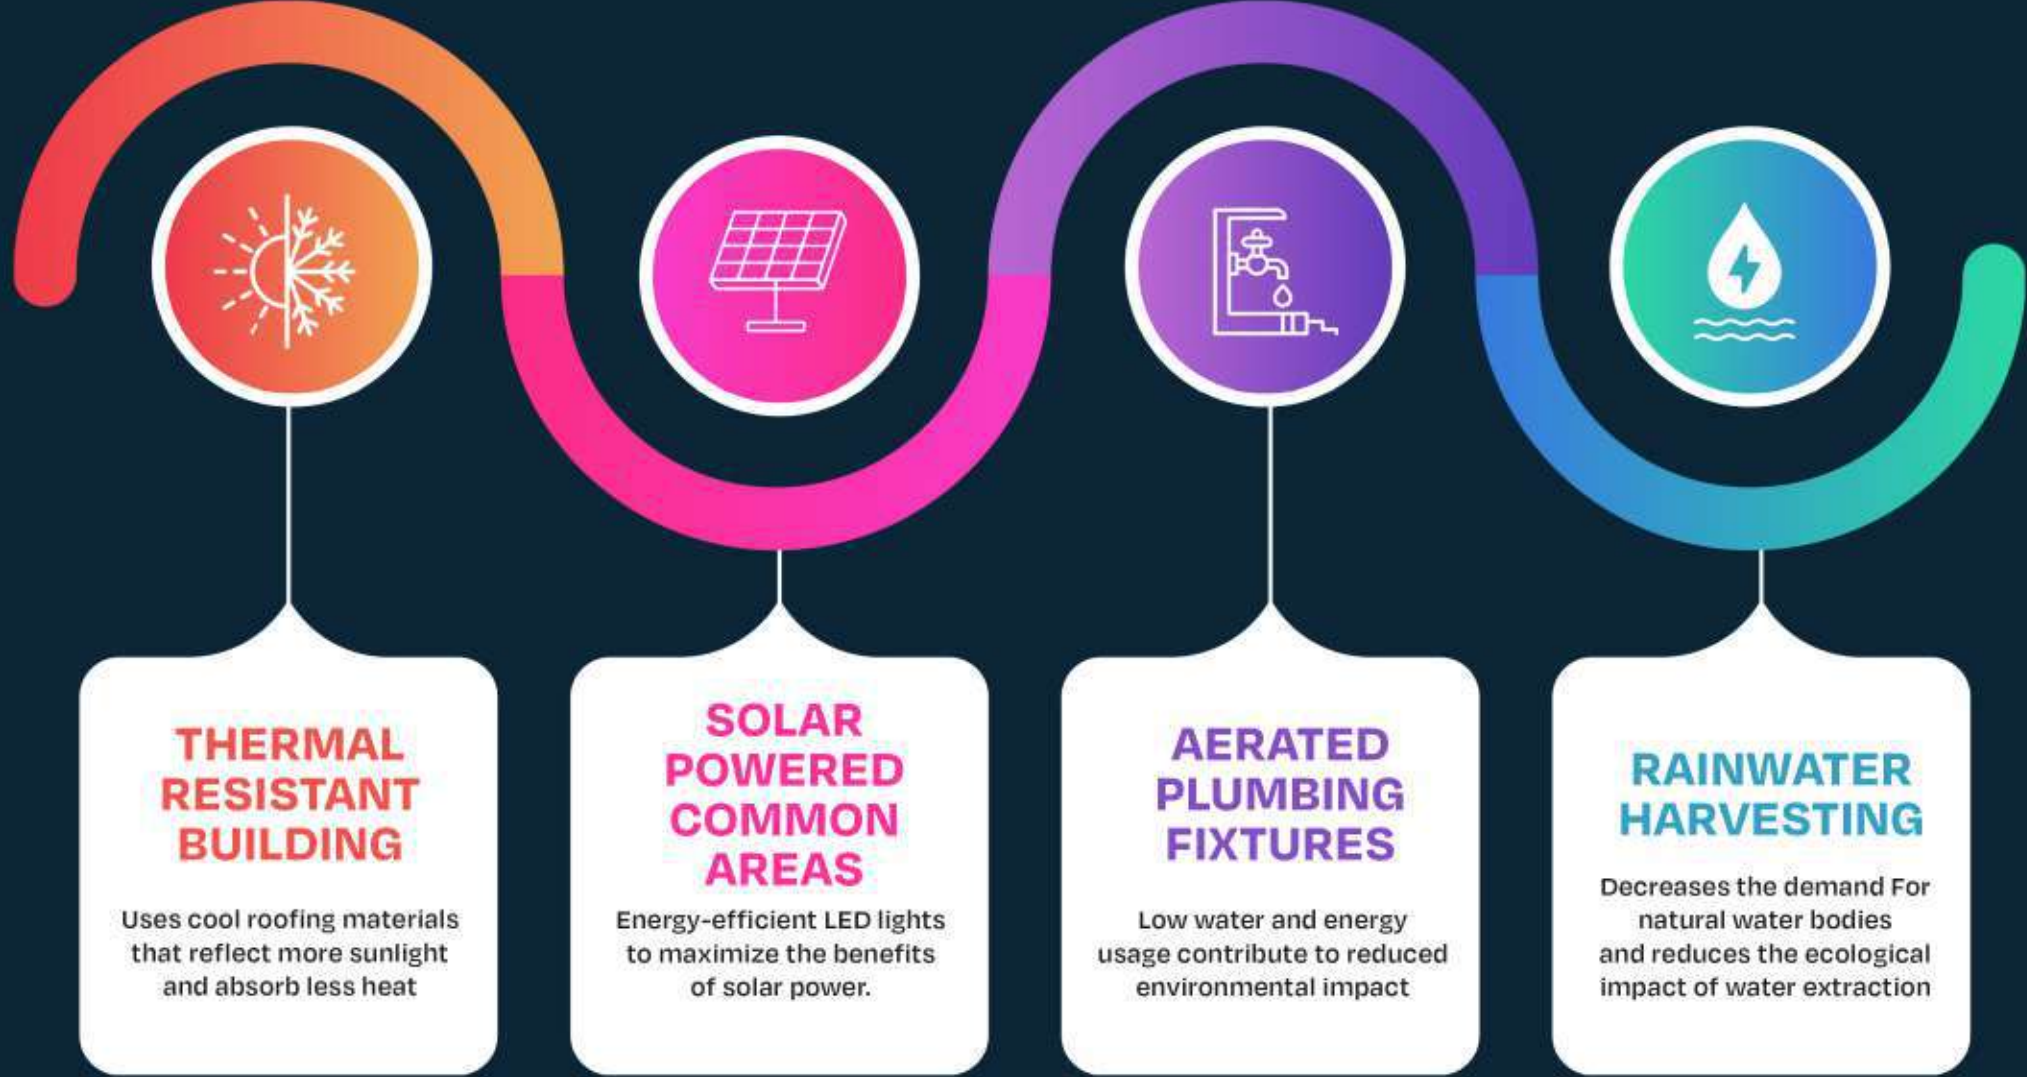 THERMAL
RESISTANT
BUILDING
Uses cool roofing materials
that reflect more sunlight
and absorb less heat
SOLAR
POWERED
COMMON
AREAS
Energy-efficient LED lights
to maximize the benefits
of solar power.
AERATED
PLUMBING
FIXTURES
Low water and energy
usage contribute to reduced
environmental impact
RAINWATER
HARVESTING
Decreases the demand For
natural water bodies
and reduces the ecological
impact of water extraction